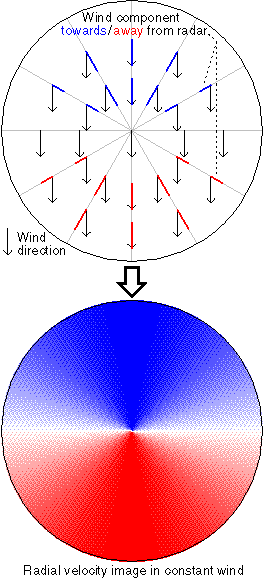 Wind component
towards/away from radar
Wind
direction
Radial velocity image in constant wind